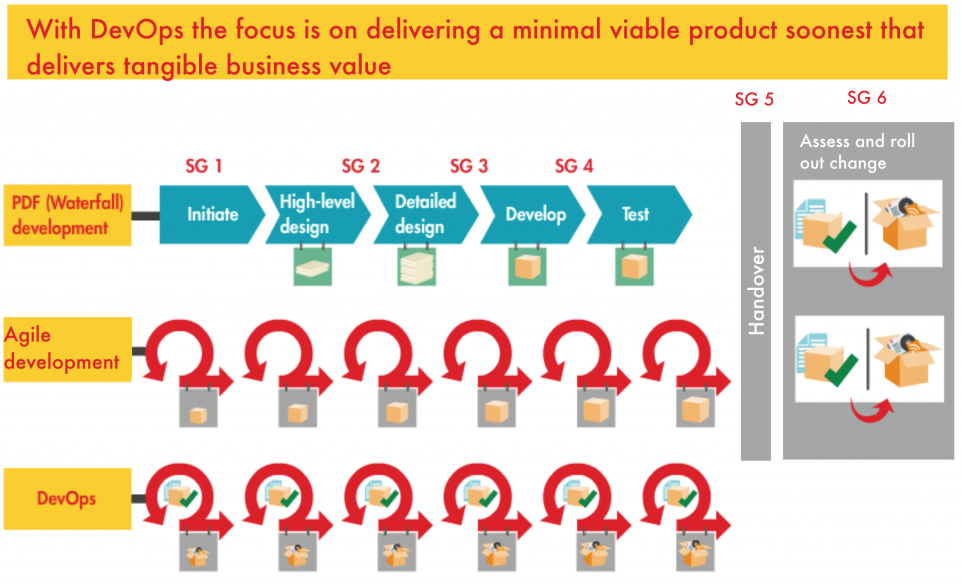 With DevOps the focus is on delivering a minimal viable product soonest that
delivers tangible business value
SG 5
SG 6
Assess and roll
out change
SG 1
SG 2
SG 3
SG 4
PDF (Waterfall)
development
Initiate
High-level
design
Detailed
design
Develop
Test
Handover
Agile
development
DevOps